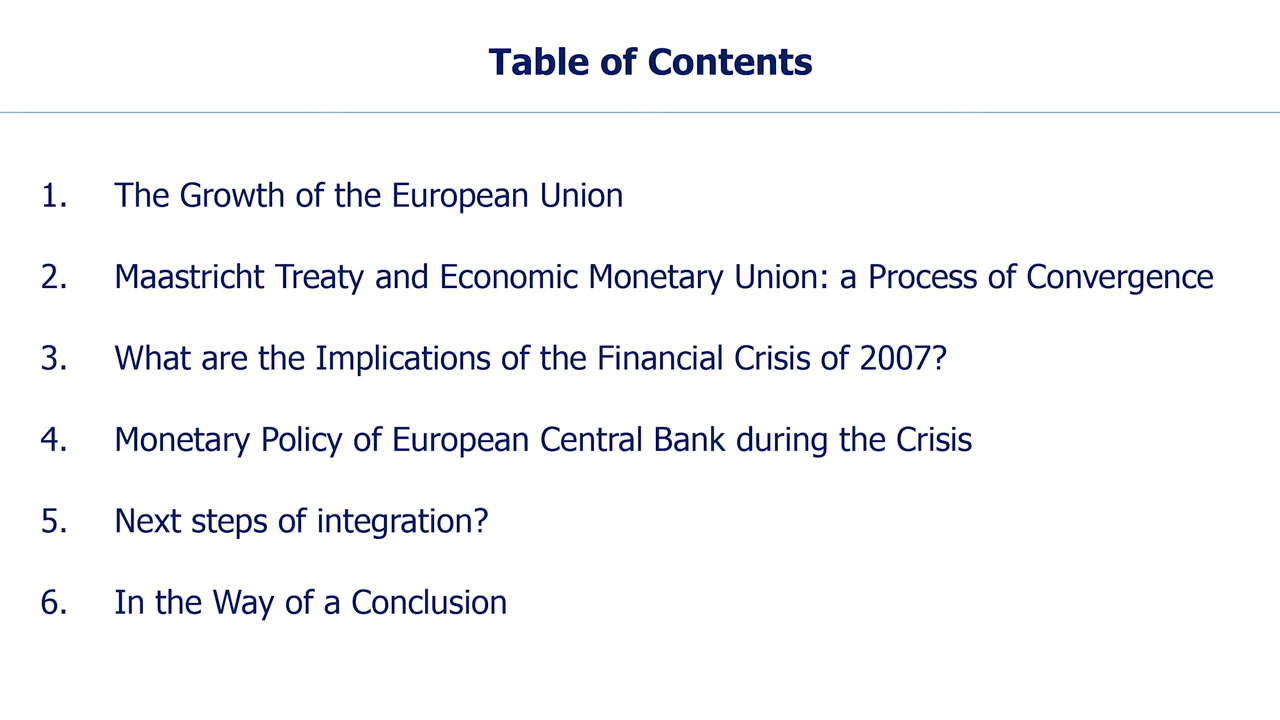 Table of Contents
1. The Growth of the European Union
2. Maastricht Treaty and Economic Monetary Union: a Process of Convergence
3. What are the Implications of the Financial Crisis of 2007?
4. Monetary Policy of European Central Bank during the Crisis
5. Next steps of integration?
6. In the Way of a Conclusion